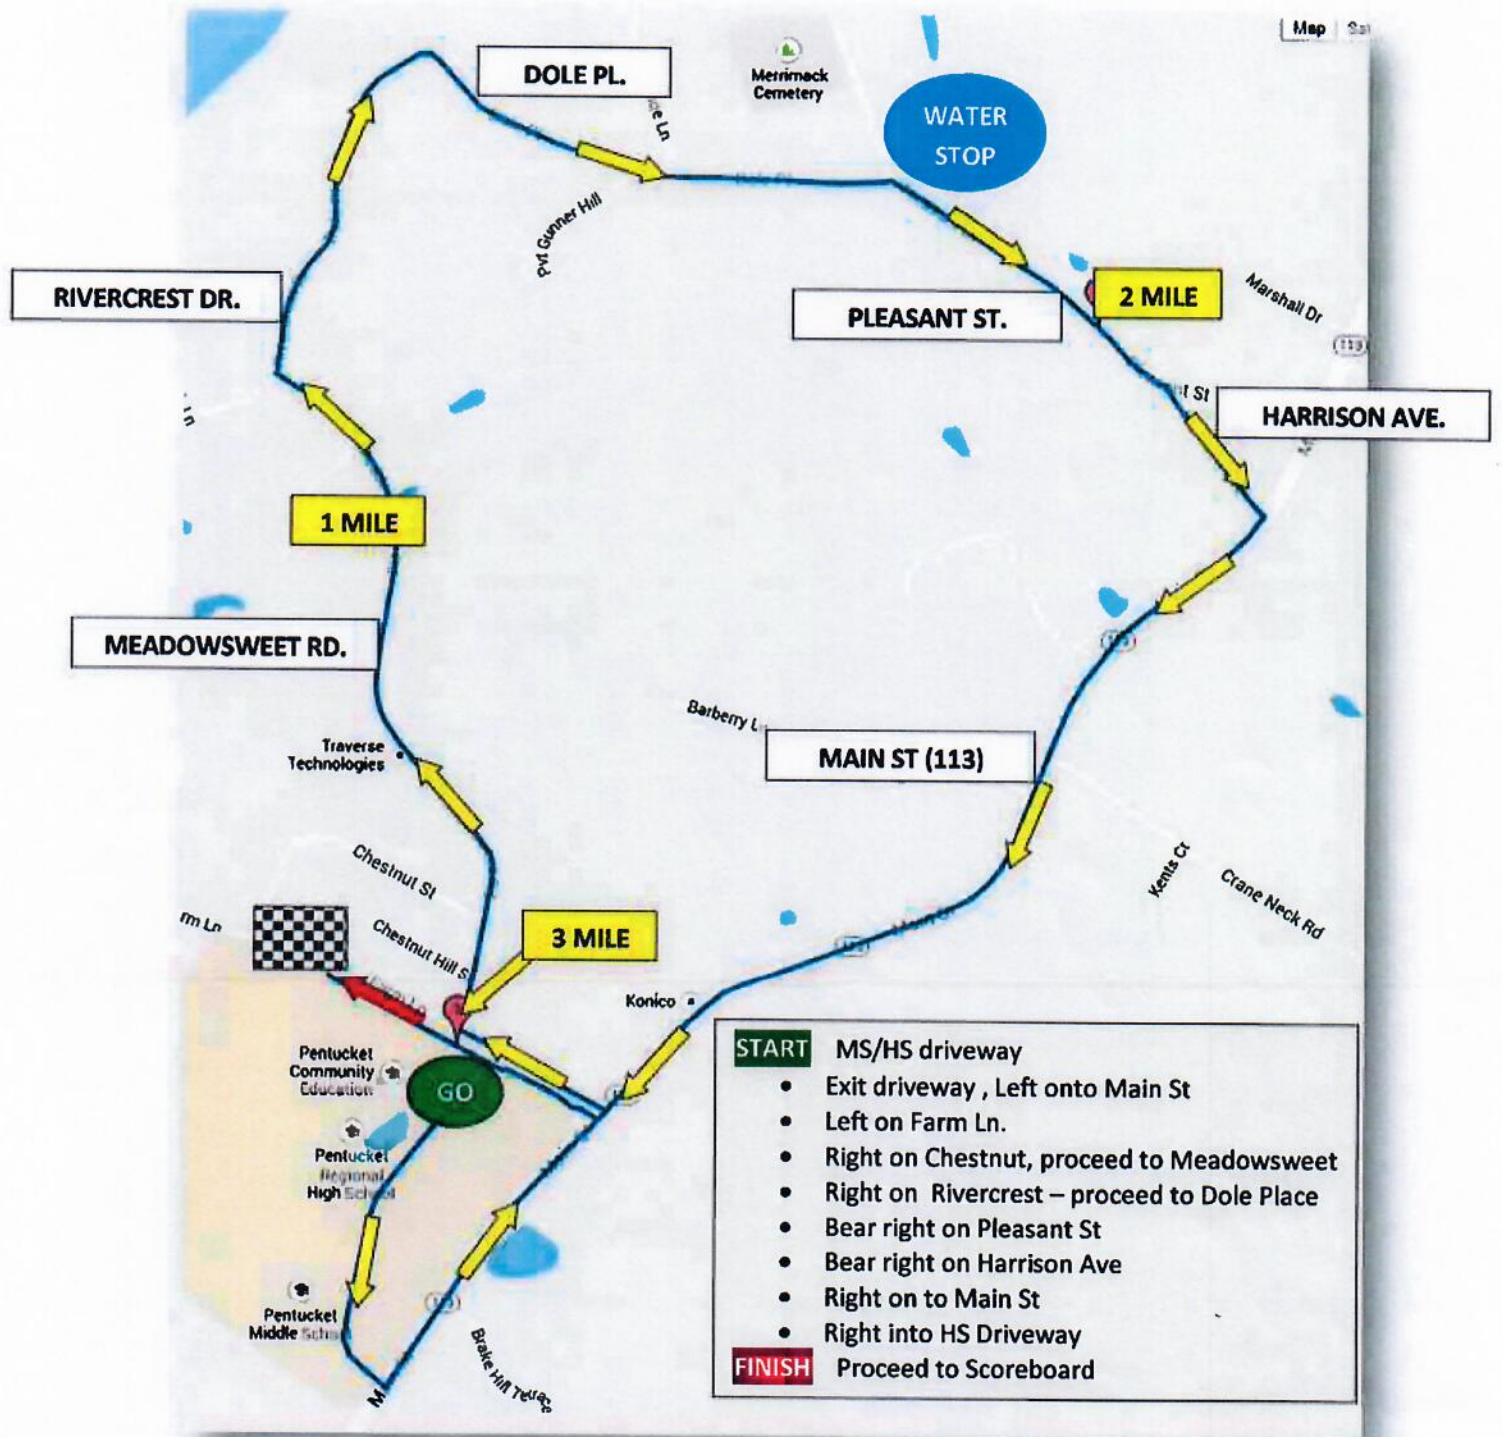 Map
DOLE PL.
Merrimack
Cemetery
WATER
STOP
Pvt Gunner Hill
RIVERCREST DR.
PLEASANT ST.
2 MILE
Marshall Dr
113
HARRISON AVE.
1 MILE
MEADOWSWEET RD.
Barberry
Traverse
Technologies
MAIN ST (113)
Chestnut St
Kents Ct
Crane Neck Rd
rm Ln
Chestnut Hill S
3 MILE
Konico
Pentucket
Community
Education
GO
Pentucket
Regional
High School
Pentucket
Middle
Brake Hill Terrace
START MS/HS driveway
• Exit driveway , Left onto Main St
• Left on Farm Ln.
• Right on Chestnut, proceed to Meadowsweet
• Right on Rivercrest – proceed to Dole Place
• Bear right on Pleasant St
• Bear right on Harrison Ave
• Right on to Main St
• Right into HS Driveway
FINISH Proceed to Scoreboard